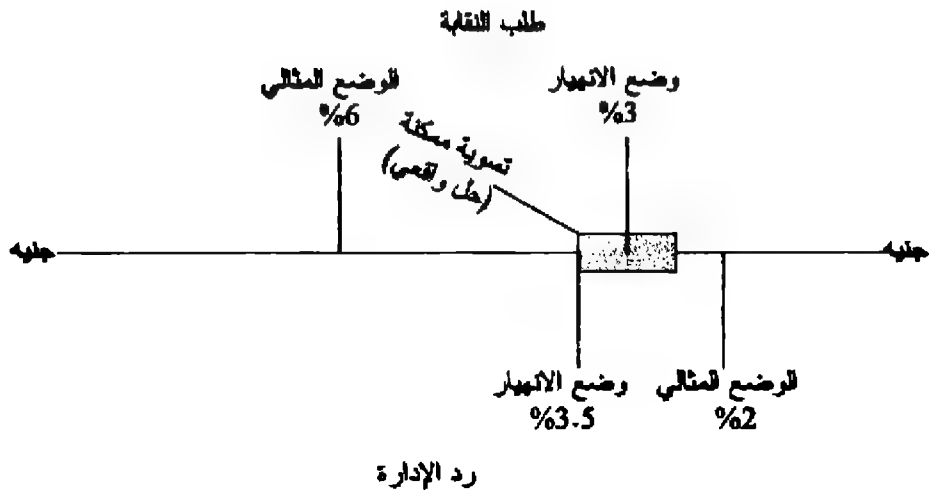 طلب النقابة
وضع الانهيار
%3
الوضع المثالي
%6
تسوية ممكنة
(حل واقعي)
جنيه
جنيه
الوضع المثالي
%2
وضع الانهيار
%3.5
رد الإدارة